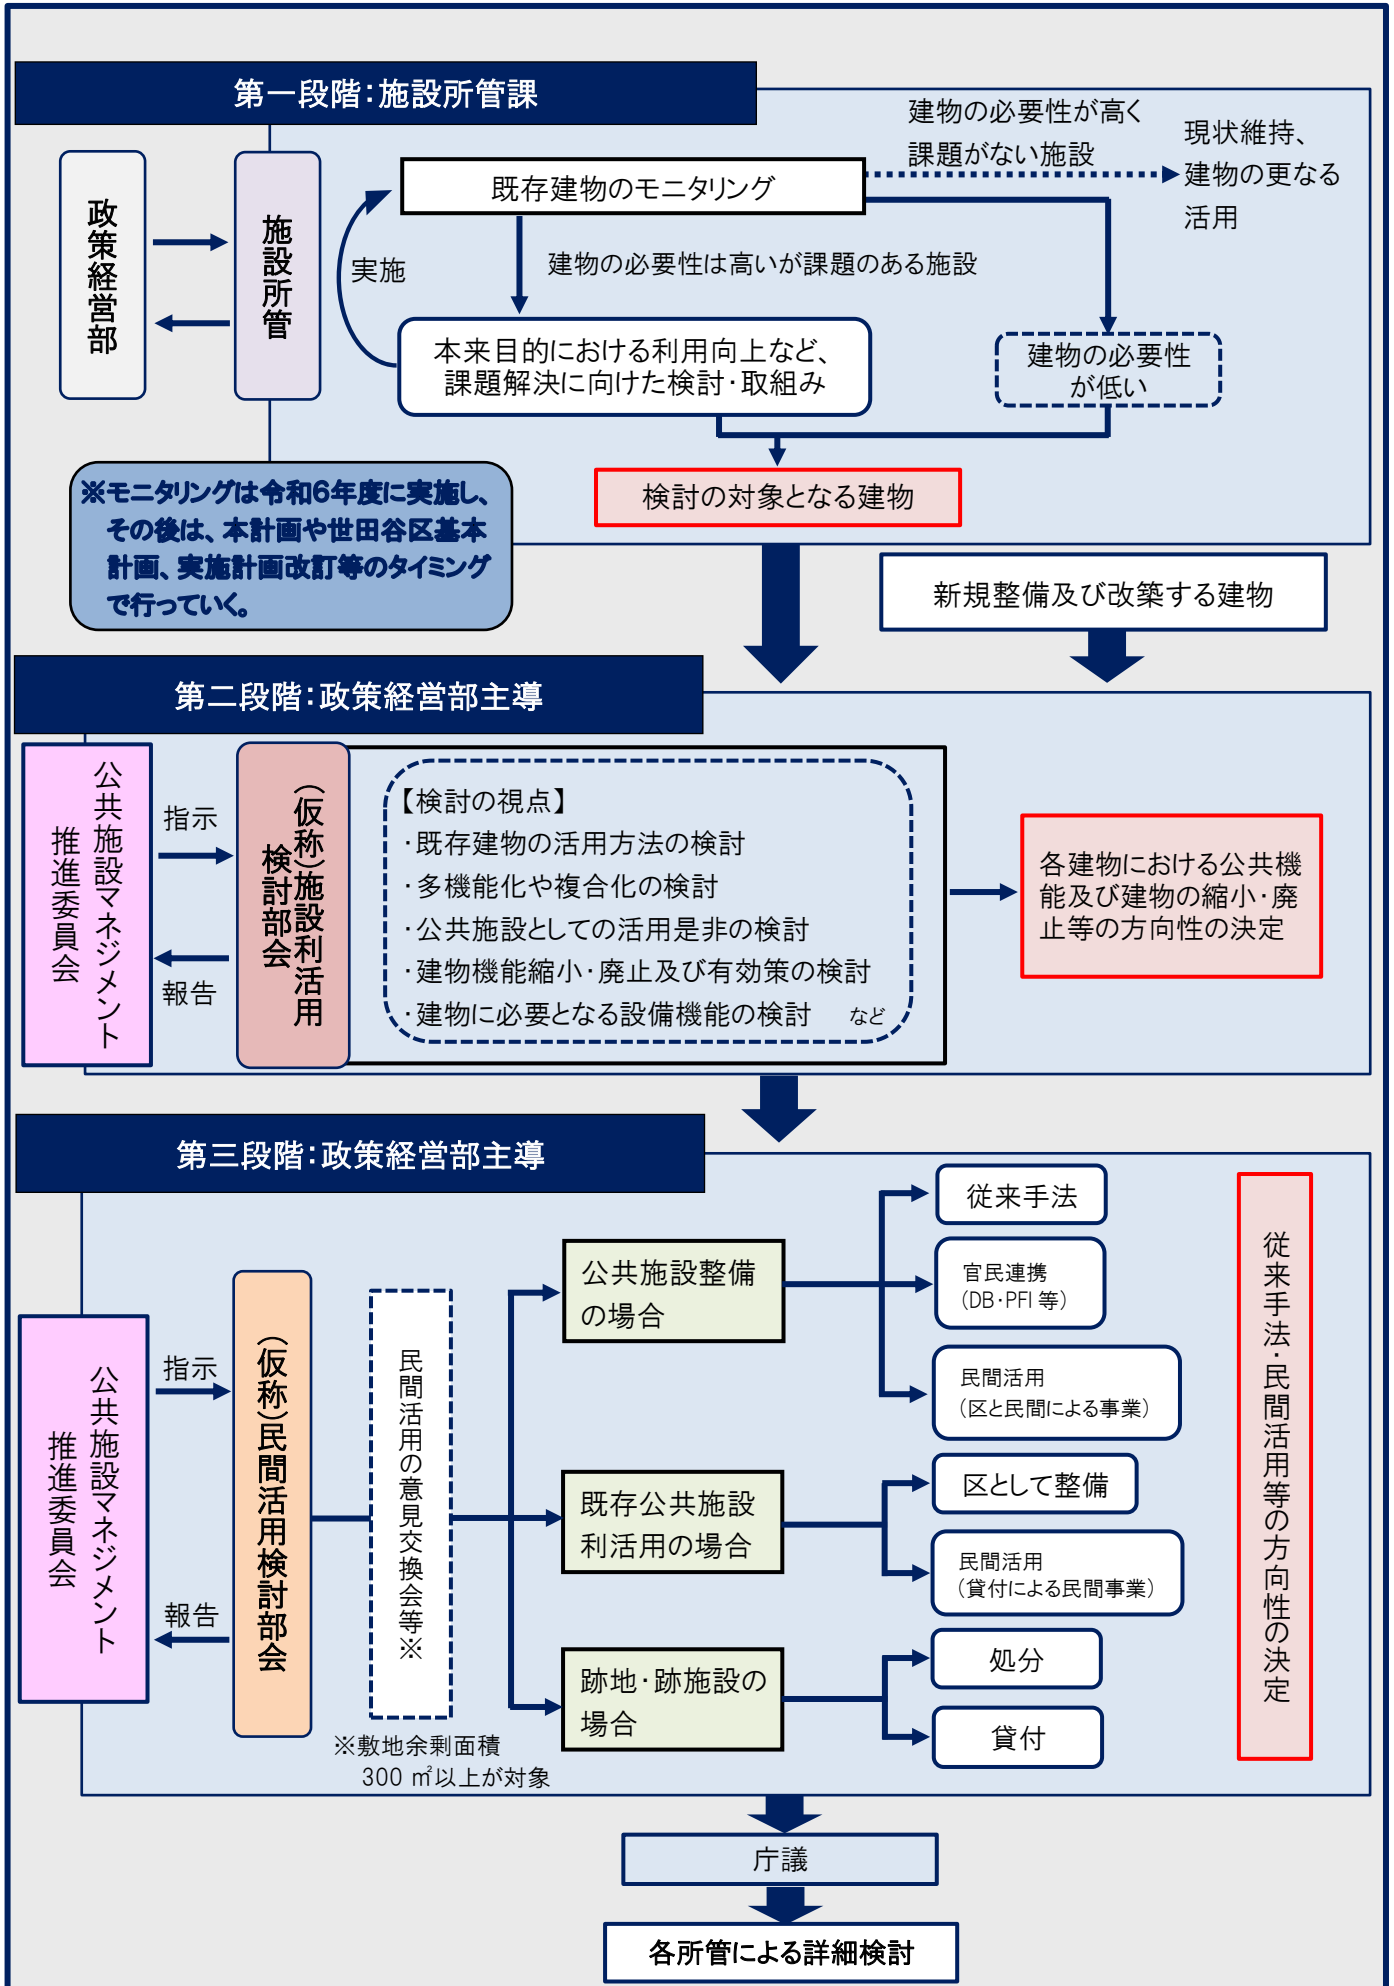 第一段階：施設所管課
政策経営部
施設所管
既存建物のモニタリング
建物の必要性が高く
課題がない施設
現状維持、
建物の更なる
活用
実施
建物の必要性は高いが課題のある施設
本来目的における利用向上など、
課題解決に向けた検討・取組み
建物の必要性
が低い
検討の対象となる建物
※モニタリングは令和6年度に実施し、
その後は、本計画や世田谷区基本
計画、実施計画改訂等のタイミング
で行っていく。
新規整備及び改築する建物
第二段階：政策経営部主導
公共施設マネジメント
推進委員会
指示
報告
（仮称）施設利活用
検討部会
【検討の視点】
・既存建物の活用方法の検討
・多機能化や複合化の検討
・公共施設としての活用是非の検討
・建物機能縮小・廃止及び有効策の検討
・建物に必要となる設備機能の検討 など
各建物における公共機
能及び建物の縮小・廃
止等の方向性の決定
第三段階：政策経営部主導
公共施設マネジメント
推進委員会
指示
報告
（仮称）民間活用検討部会
民間活用の意見交換会等※
※敷地余剰面積
300 ㎡以上が対象
公共施設整備
の場合
従来手法
官民連携
（DB・PFI 等）
民間活用
（区と民間による事業）
既存公共施設
利活用の場合
区として整備
民間活用
（貸付による民間事業）
跡地・跡施設の
場合
処分
貸付
従来手法・民間活用等の方向性の決定
庁議
各所管による詳細検討